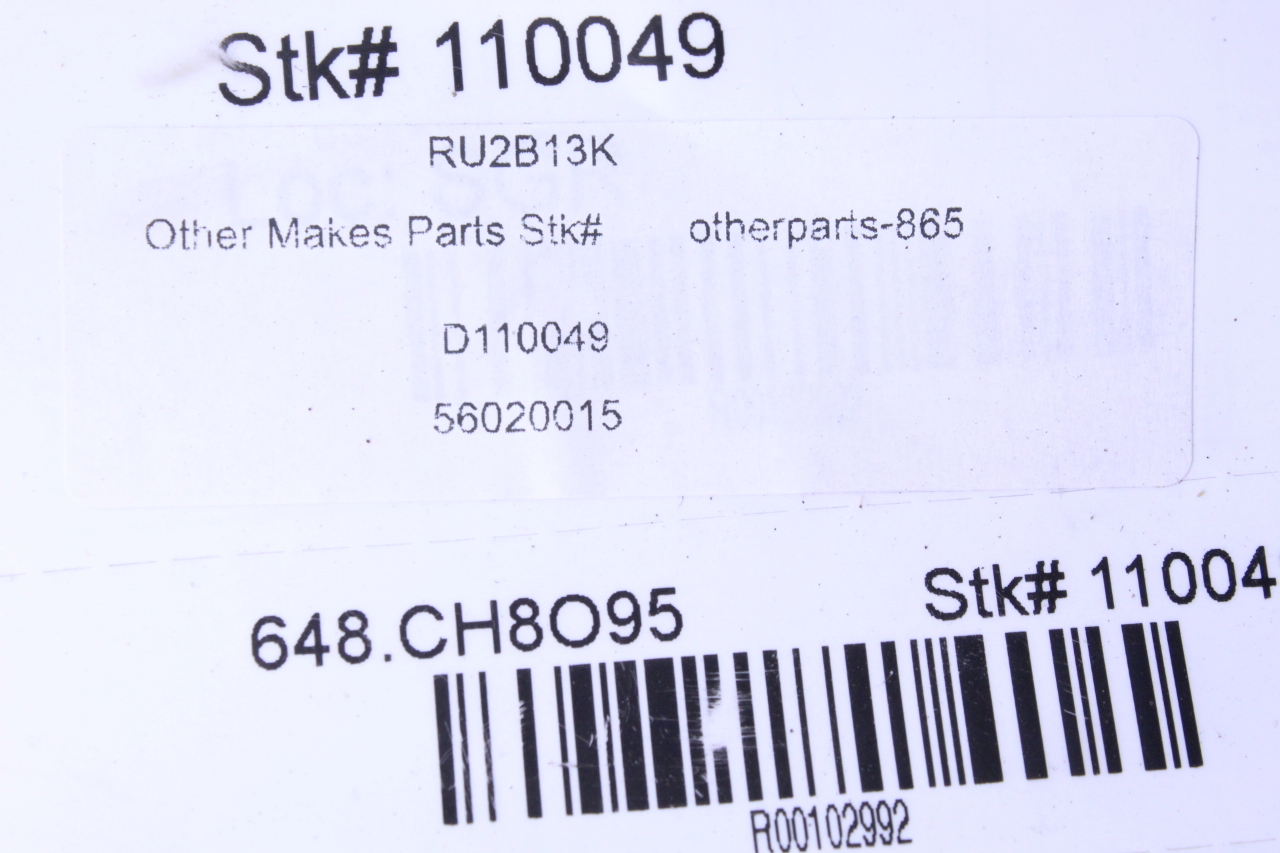 Stk# 110049
RU2B13K
Other Makes Parts Stk# otherparts-865
D110049
56020015
648.CH8O95
Stk# 11004
R00102992